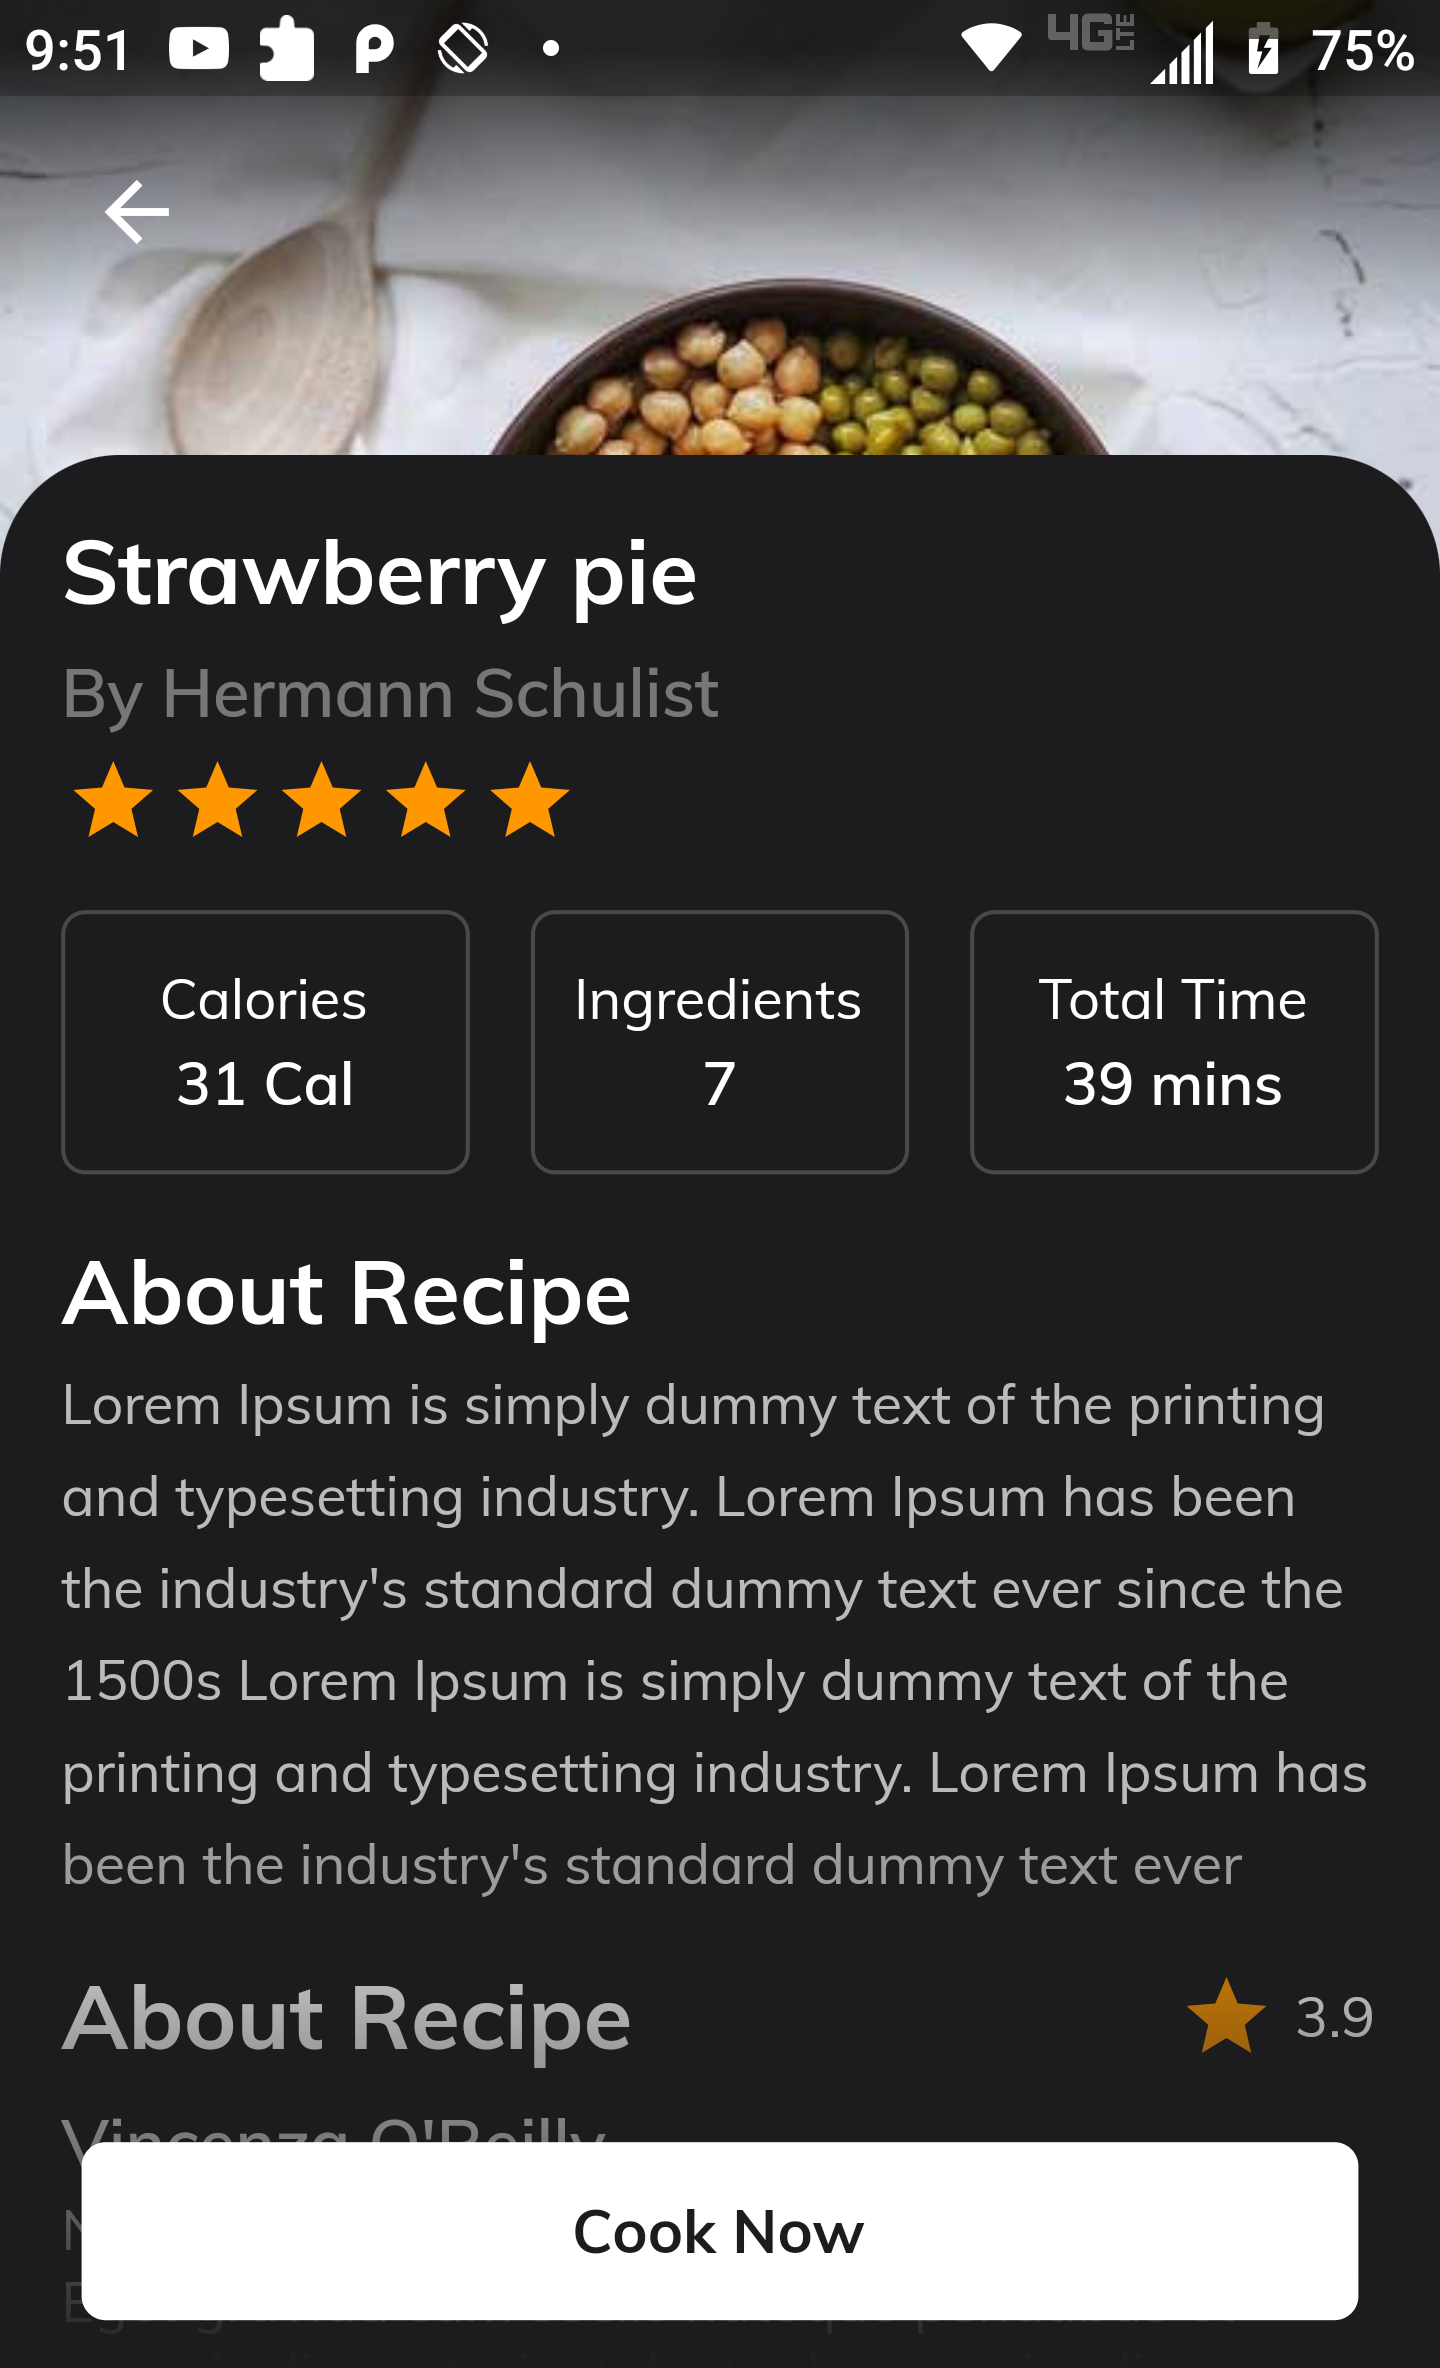 9:51
4G LTE
75%
Strawberry pie
By Hermann Schulist
Calories
31 Cal
Ingredients
7
Total Time
39 mins
About Recipe
Lorem Ipsum is simply dummy text of the printing
and typesetting industry. Lorem Ipsum has been
the industry's standard dummy text ever since the
1500s Lorem Ipsum is simply dummy text of the
printing and typesetting industry. Lorem Ipsum has
been the industry's standard dummy text ever
About Recipe
3.9
Vincenza O'Reilly
Cook Now